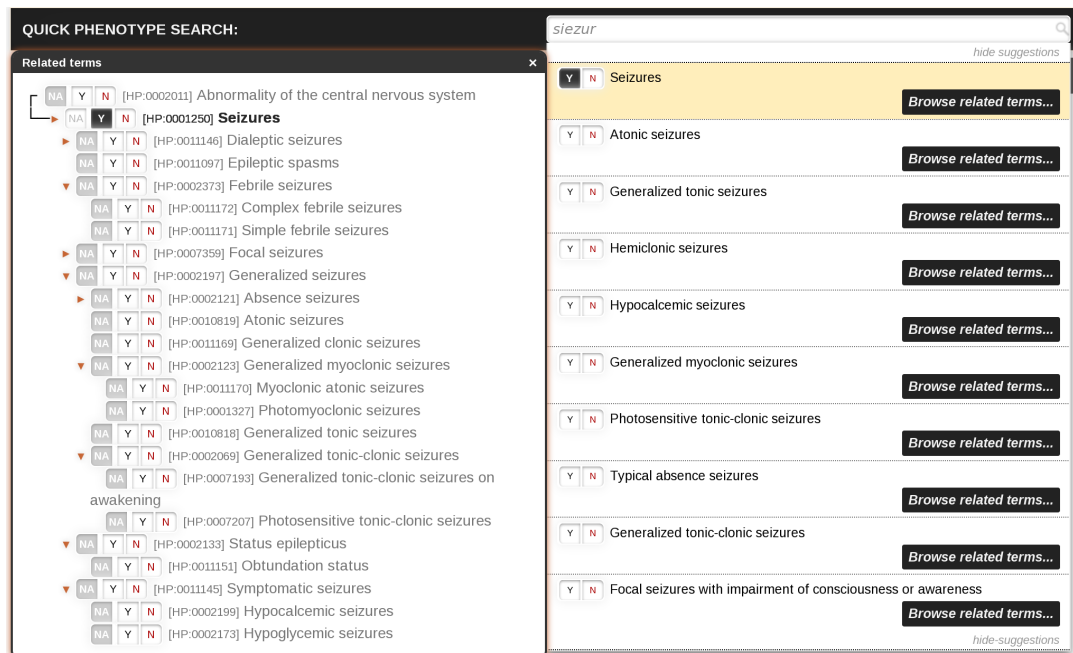 QUICK PHENOTYPE SEARCH:
siezur
hide suggestions
Related terms ×
NA Y N [HP:0002011] Abnormality of the central nervous system
NA Y N [HP:0001250] Seizures
NA Y N [HP:0011146] Dialeptic seizures
NA Y N [HP:0011097] Epileptic spasms
NA Y N [HP:0002373] Febrile seizures
NA Y N [HP:0011172] Complex febrile seizures
NA Y N [HP:0011171] Simple febrile seizures
NA Y N [HP:0007359] Focal seizures
NA Y N [HP:0002197] Generalized seizures
NA Y N [HP:0002121] Absence seizures
NA Y N [HP:0010819] Atonic seizures
NA Y N [HP:0011169] Generalized clonic seizures
NA Y N [HP:0002123] Generalized myoclonic seizures
NA Y N [HP:0011170] Myoclonic atonic seizures
NA Y N [HP:0001327] Photomyoclonic seizures
NA Y N [HP:0010818] Generalized tonic seizures
NA Y N [HP:0002069] Generalized tonic-clonic seizures
NA Y N [HP:0007193] Generalized tonic-clonic seizures on
awakening
NA Y N [HP:0007207] Photosensitive tonic-clonic seizures
NA Y N [HP:0002133] Status epilepticus
NA Y N [HP:0011151] Obtundation status
NA Y N [HP:0011145] Symptomatic seizures
NA Y N [HP:0002199] Hypocalcemic seizures
NA Y N [HP:0002173] Hypoglycemic seizures
Y N Seizures
Browse related terms...
Y N Atonic seizures
Browse related terms...
Y N Generalized tonic seizures
Browse related terms...
Y N Hemiclonic seizures
Browse related terms...
Y N Hypocalcemic seizures
Browse related terms...
Y N Generalized myoclonic seizures
Browse related terms...
Y N Photosensitive tonic-clonic seizures
Browse related terms...
Y N Typical absence seizures
Browse related terms...
Y N Generalized tonic-clonic seizures
Browse related terms...
Y N Focal seizures with impairment of consciousness or awareness
Browse related terms...
hide-suggestions